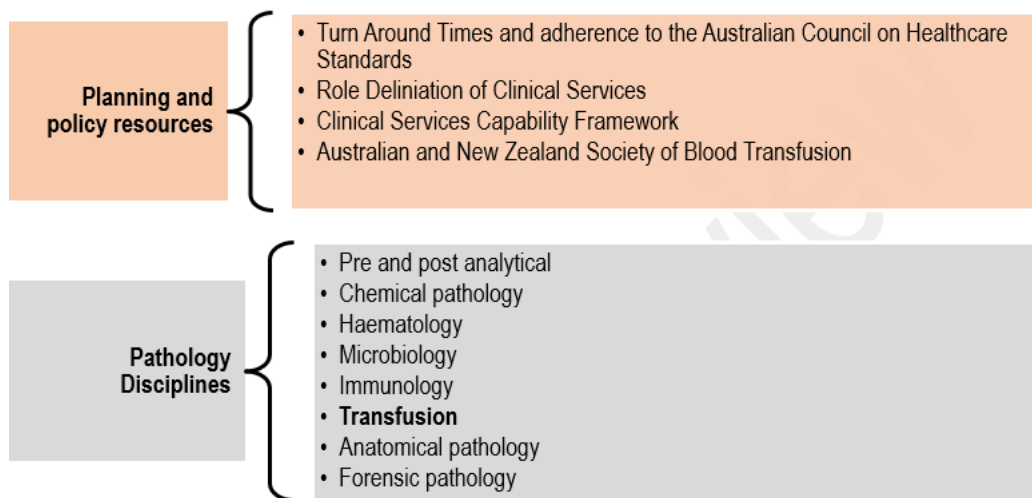 Planning and
policy resources
• Turn Around Times and adherence to the Australian Council on Healthcare
Standards
• Role Deliniation of Clinical Services
• Clinical Services Capability Framework
• Australian and New Zealand Society of Blood Transfusion
Pathology
Disciplines
• Pre and post analytical
• Chemical pathology
• Haematology
• Microbiology
• Immunology
• Transfusion
• Anatomical pathology
• Forensic pathology